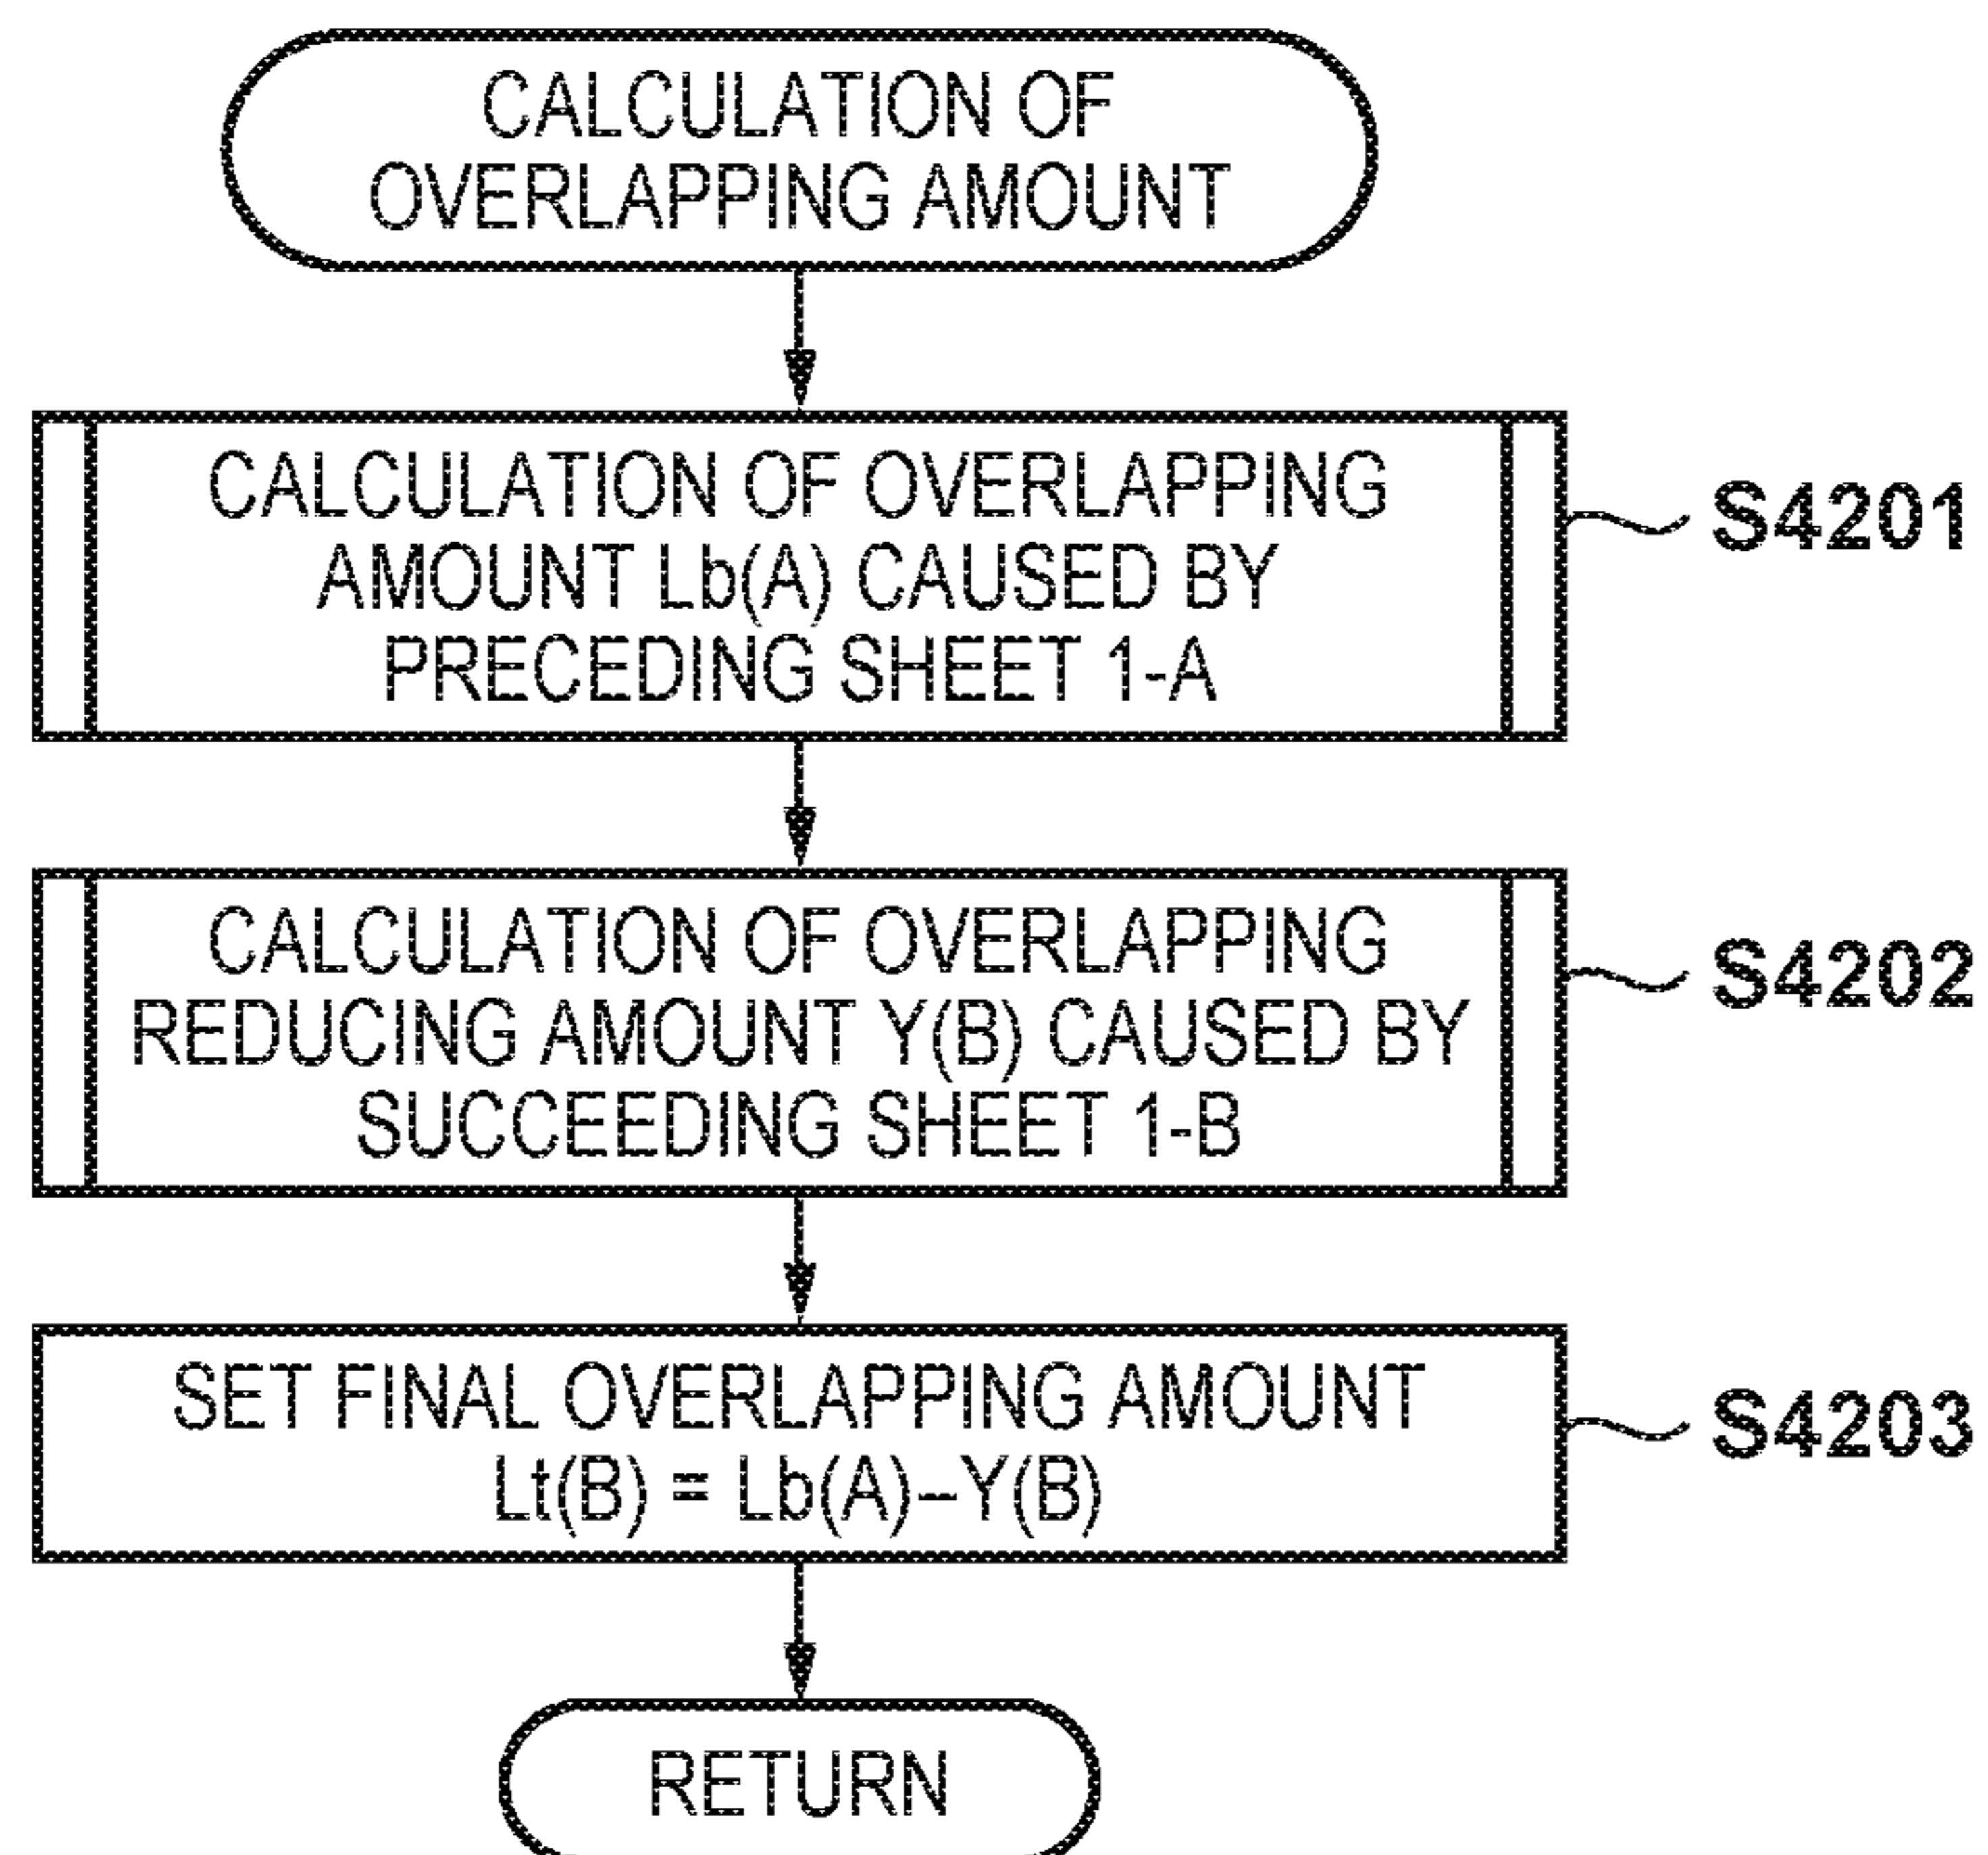 CALCULATION OF
OVERLAPPING AMOUNT
CALCULATION OF OVERLAPPING
AMOUNT Lb(A) CAUSED BY
PRECEDING SHEET 1-A
S4201
CALCULATION OF OVERLAPPING
REDUCING AMOUNT Y(B) CAUSED BY
SUCCEEDING SHEET 1-B
S4202
SET FINAL OVERLAPPING AMOUNT
Lt(B) = Lb(A)–Y(B)
S4203
RETURN